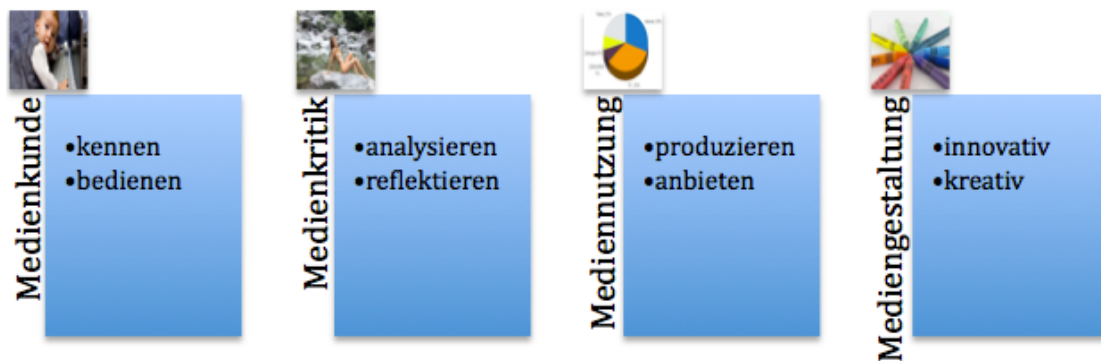 Medienkunde
•kennen
•bedienen
Medienkritik
•analysieren
•reflektieren
Mediennutzung
•produzieren
•anbieten
Mediengestaltung
•innovativ
•kreativ